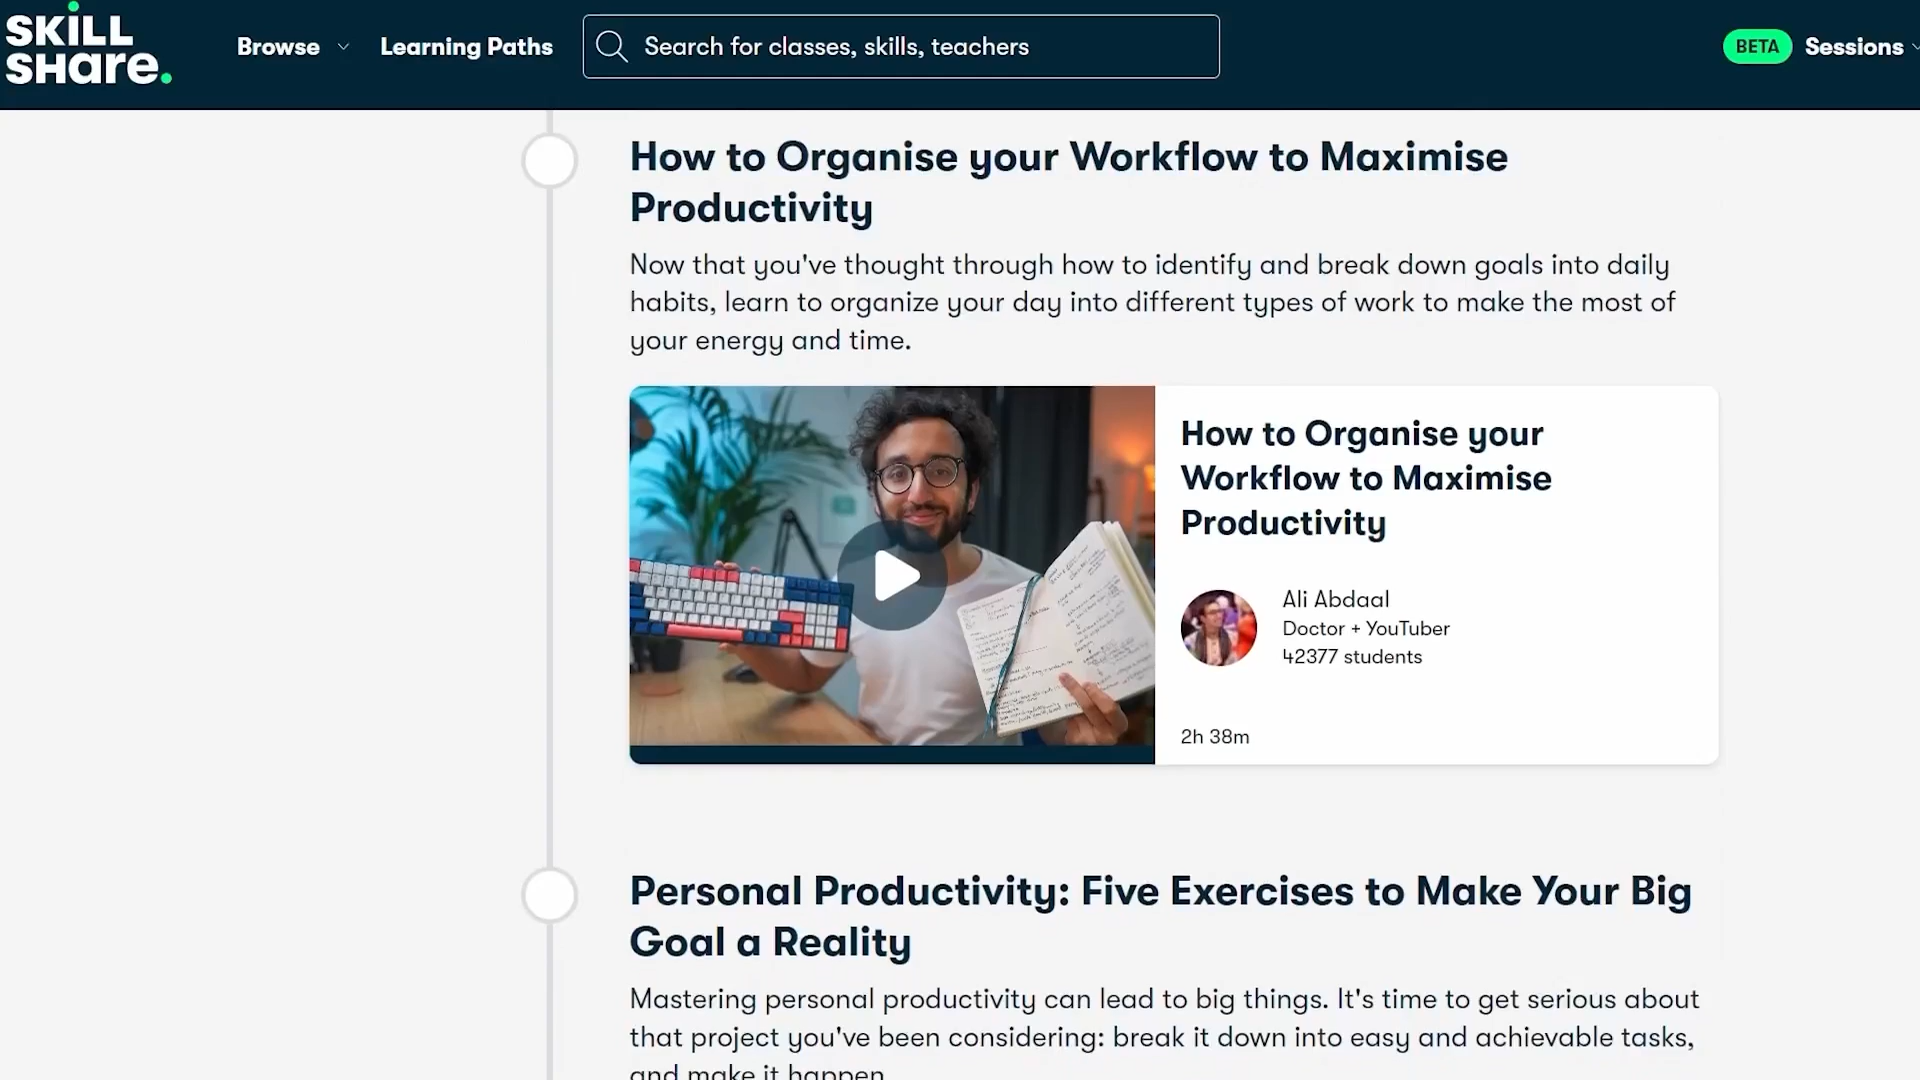 SKILL
SHare.
Browse
Learning Paths
Search for classes, skills, teachers
BETA
Sessions
How to Organise your Workflow to Maximise
Productivity
Now that you've thought through how to identify and break down goals into daily
habits, learn to organize your day into different types of work to make the most of
your energy and time.
How to Organise your
Workflow to Maximise
Productivity
Ali Abdaal
Doctor + YouTuber
42377 students
2h 38m
Personal Productivity: Five Exercises to Make Your Big
Goal a Reality
Mastering personal productivity can lead to big things. It's time to get serious about
that project you've been considering: break it down into easy and achievable tasks,
and make it happen